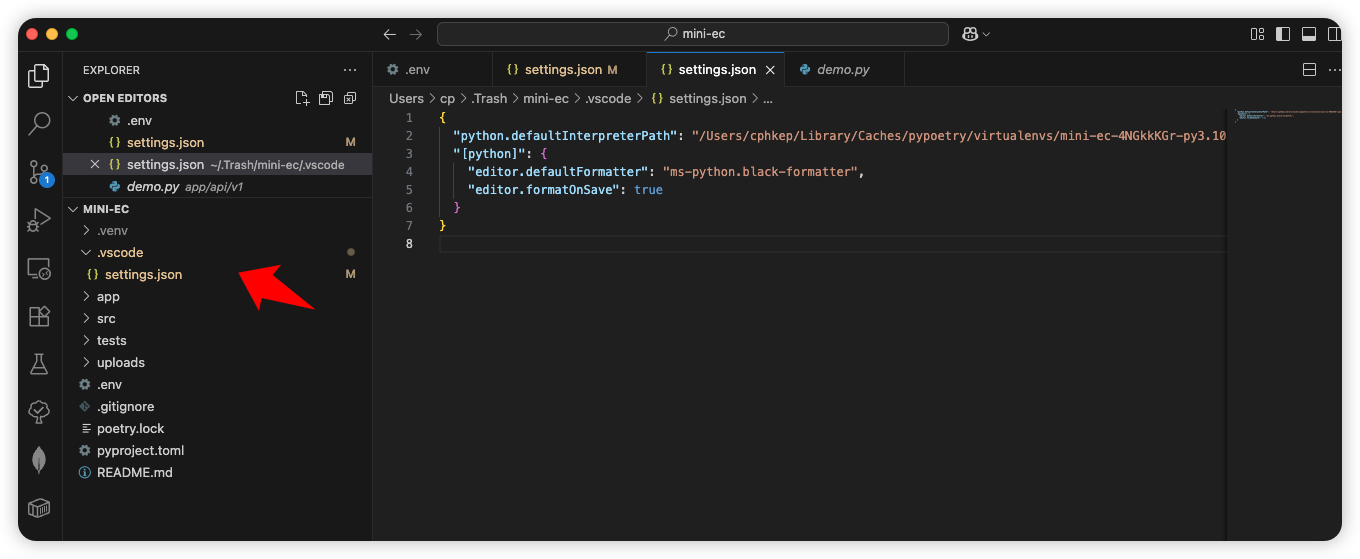 mini-ec
EXPLORER
OPEN EDITORS
.env
settings.json M
settings.json ~/.Trash/mini-ec/.vscode
demo.py app/api/v1
1
MINI-EC
.venv
.vscode
settings.json M
app
src
tests
uploads
.env
.gitignore
poetry.lock
pyproject.toml
README.md
.env
settings.json M
settings.json
demo.py
Users > cp > .Trash > mini-ec > .vscode > {} settings.json > ...
1 {
2 "python.defaultInterpreterPath": "/Users/cphkep/Library/Caches/pypoetry/virtualenvs/mini-ec-4NGkkKGr-py3.10
3 "[python]": {
4 "editor.defaultFormatter": "ms-python.black-formatter",
5 "editor.formatOnSave": true
6 }
7 }
8